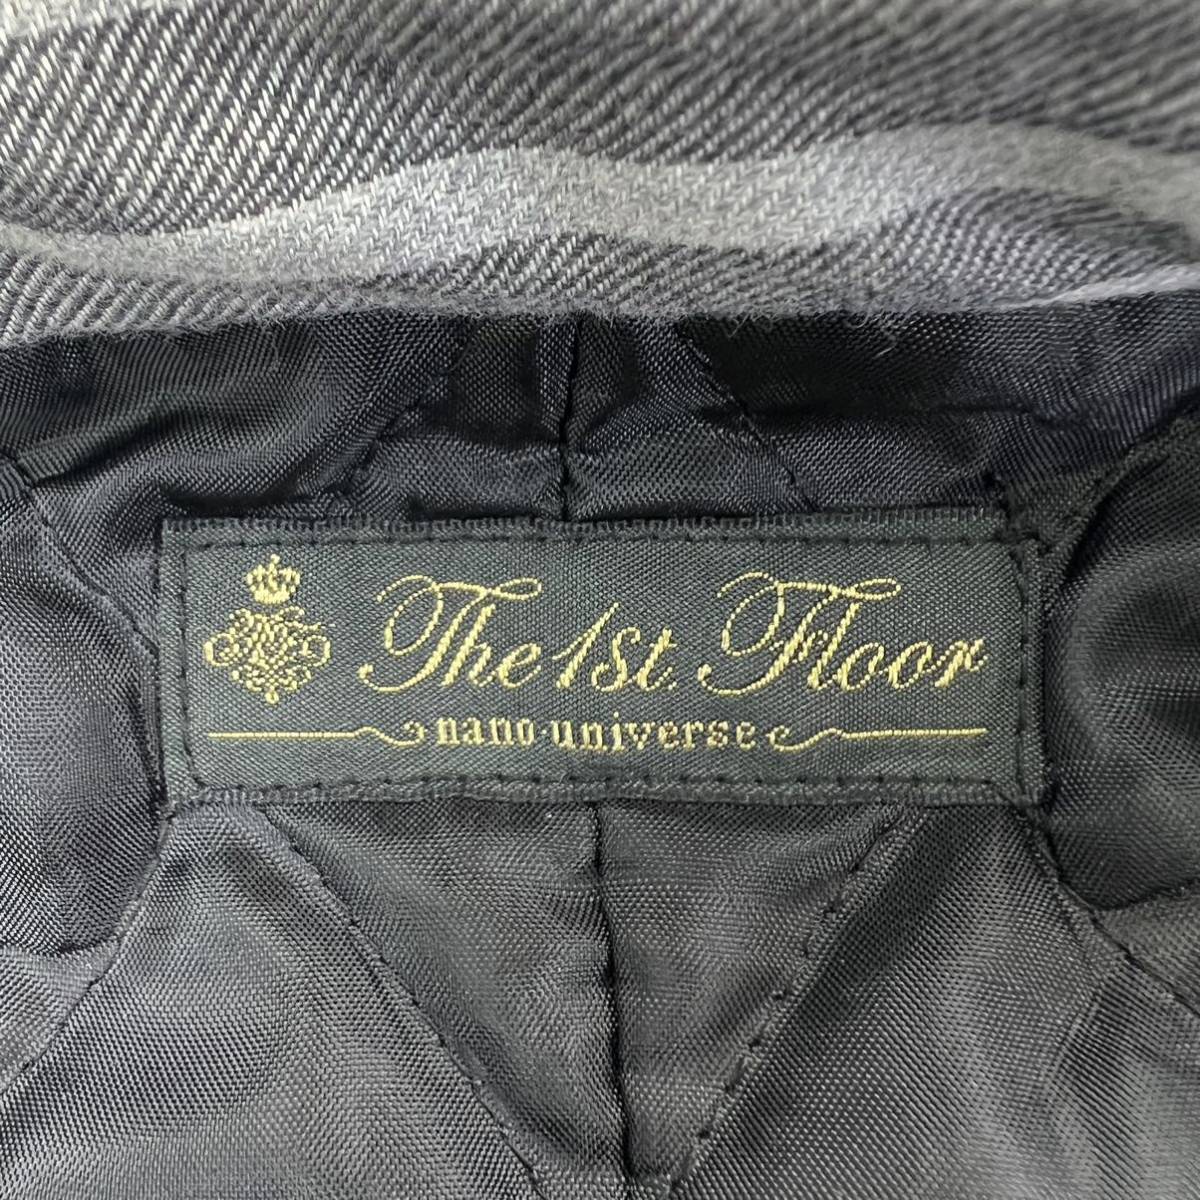 The 1st. Floor
nano universe